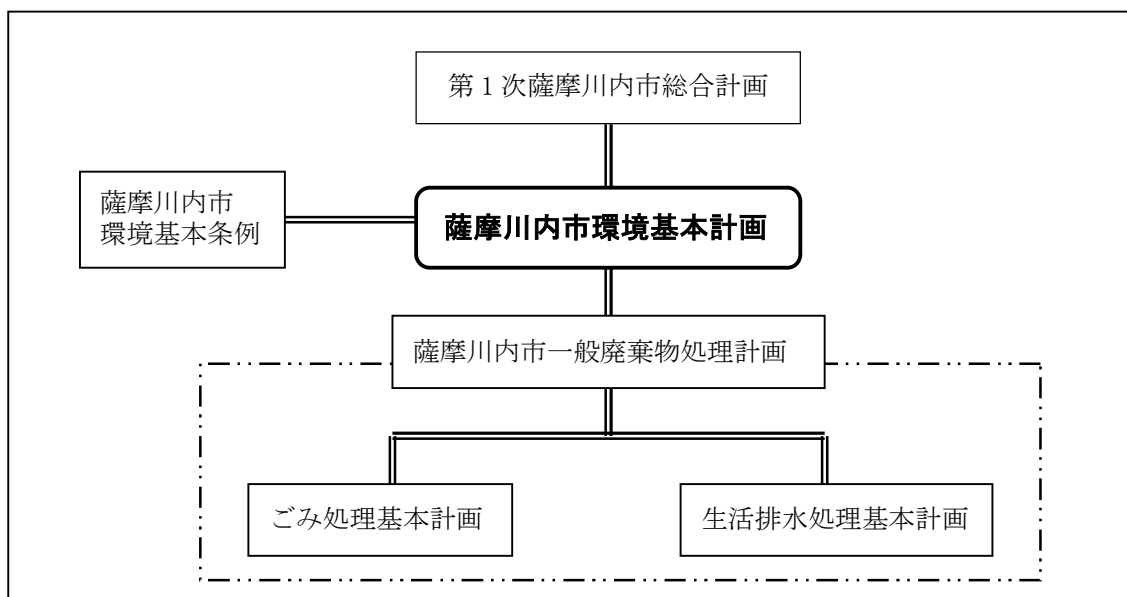 第1次薩摩川内市総合計画
薩摩川内市
環境基本条例
薩摩川内市環境基本計画
薩摩川内市一般廃棄物処理計画
ごみ処理基本計画
生活排水処理基本計画